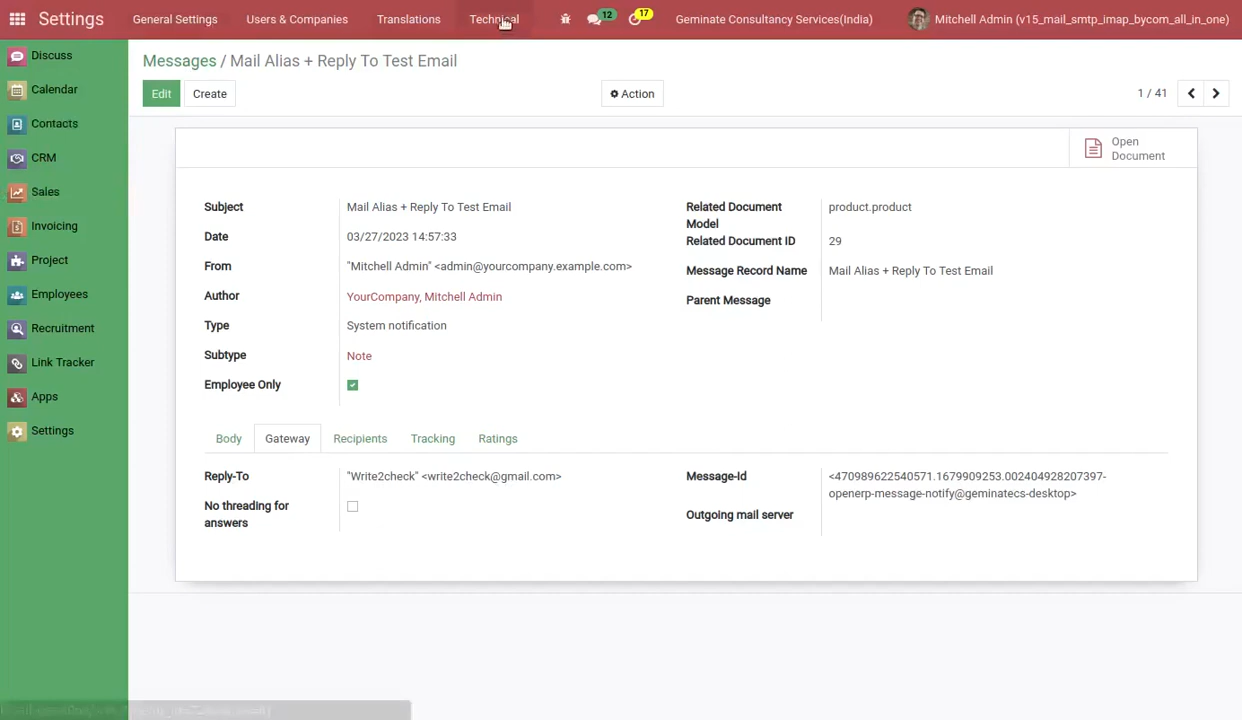 Settings General Settings Users & Companies Translations Technical 12 17 Geminate Consultancy Services(India) Mitchell Admin (v15_mail_smtp_imap_bycom_all_in_one)
Discuss
Calendar
Contacts
CRM
Sales
Invoicing
Project
Employees
Recruitment
Link Tracker
Apps
Settings
Messages / Mail Alias + Reply To Test Email
Edit Create Action 1 / 41
Open
Document
Subject Mail Alias + Reply To Test Email
Date 03/27/2023 14:57:33
From "Mitchell Admin" <admin@yourcompany.example.com>
Author YourCompany, Mitchell Admin
Type System notification
Subtype Note
Employee Only
Related Document
Model product.product
Related Document ID 29
Message Record Name Mail Alias + Reply To Test Email
Parent Message
Body Gateway Recipients Tracking Ratings
Reply-To "Write2check" <write2check@gmail.com>
No threading for
answers
Message-Id <470989622540571.1679909253.002404928207397-
openerp-message-notify@geminatecs-desktop>
Outgoing mail server